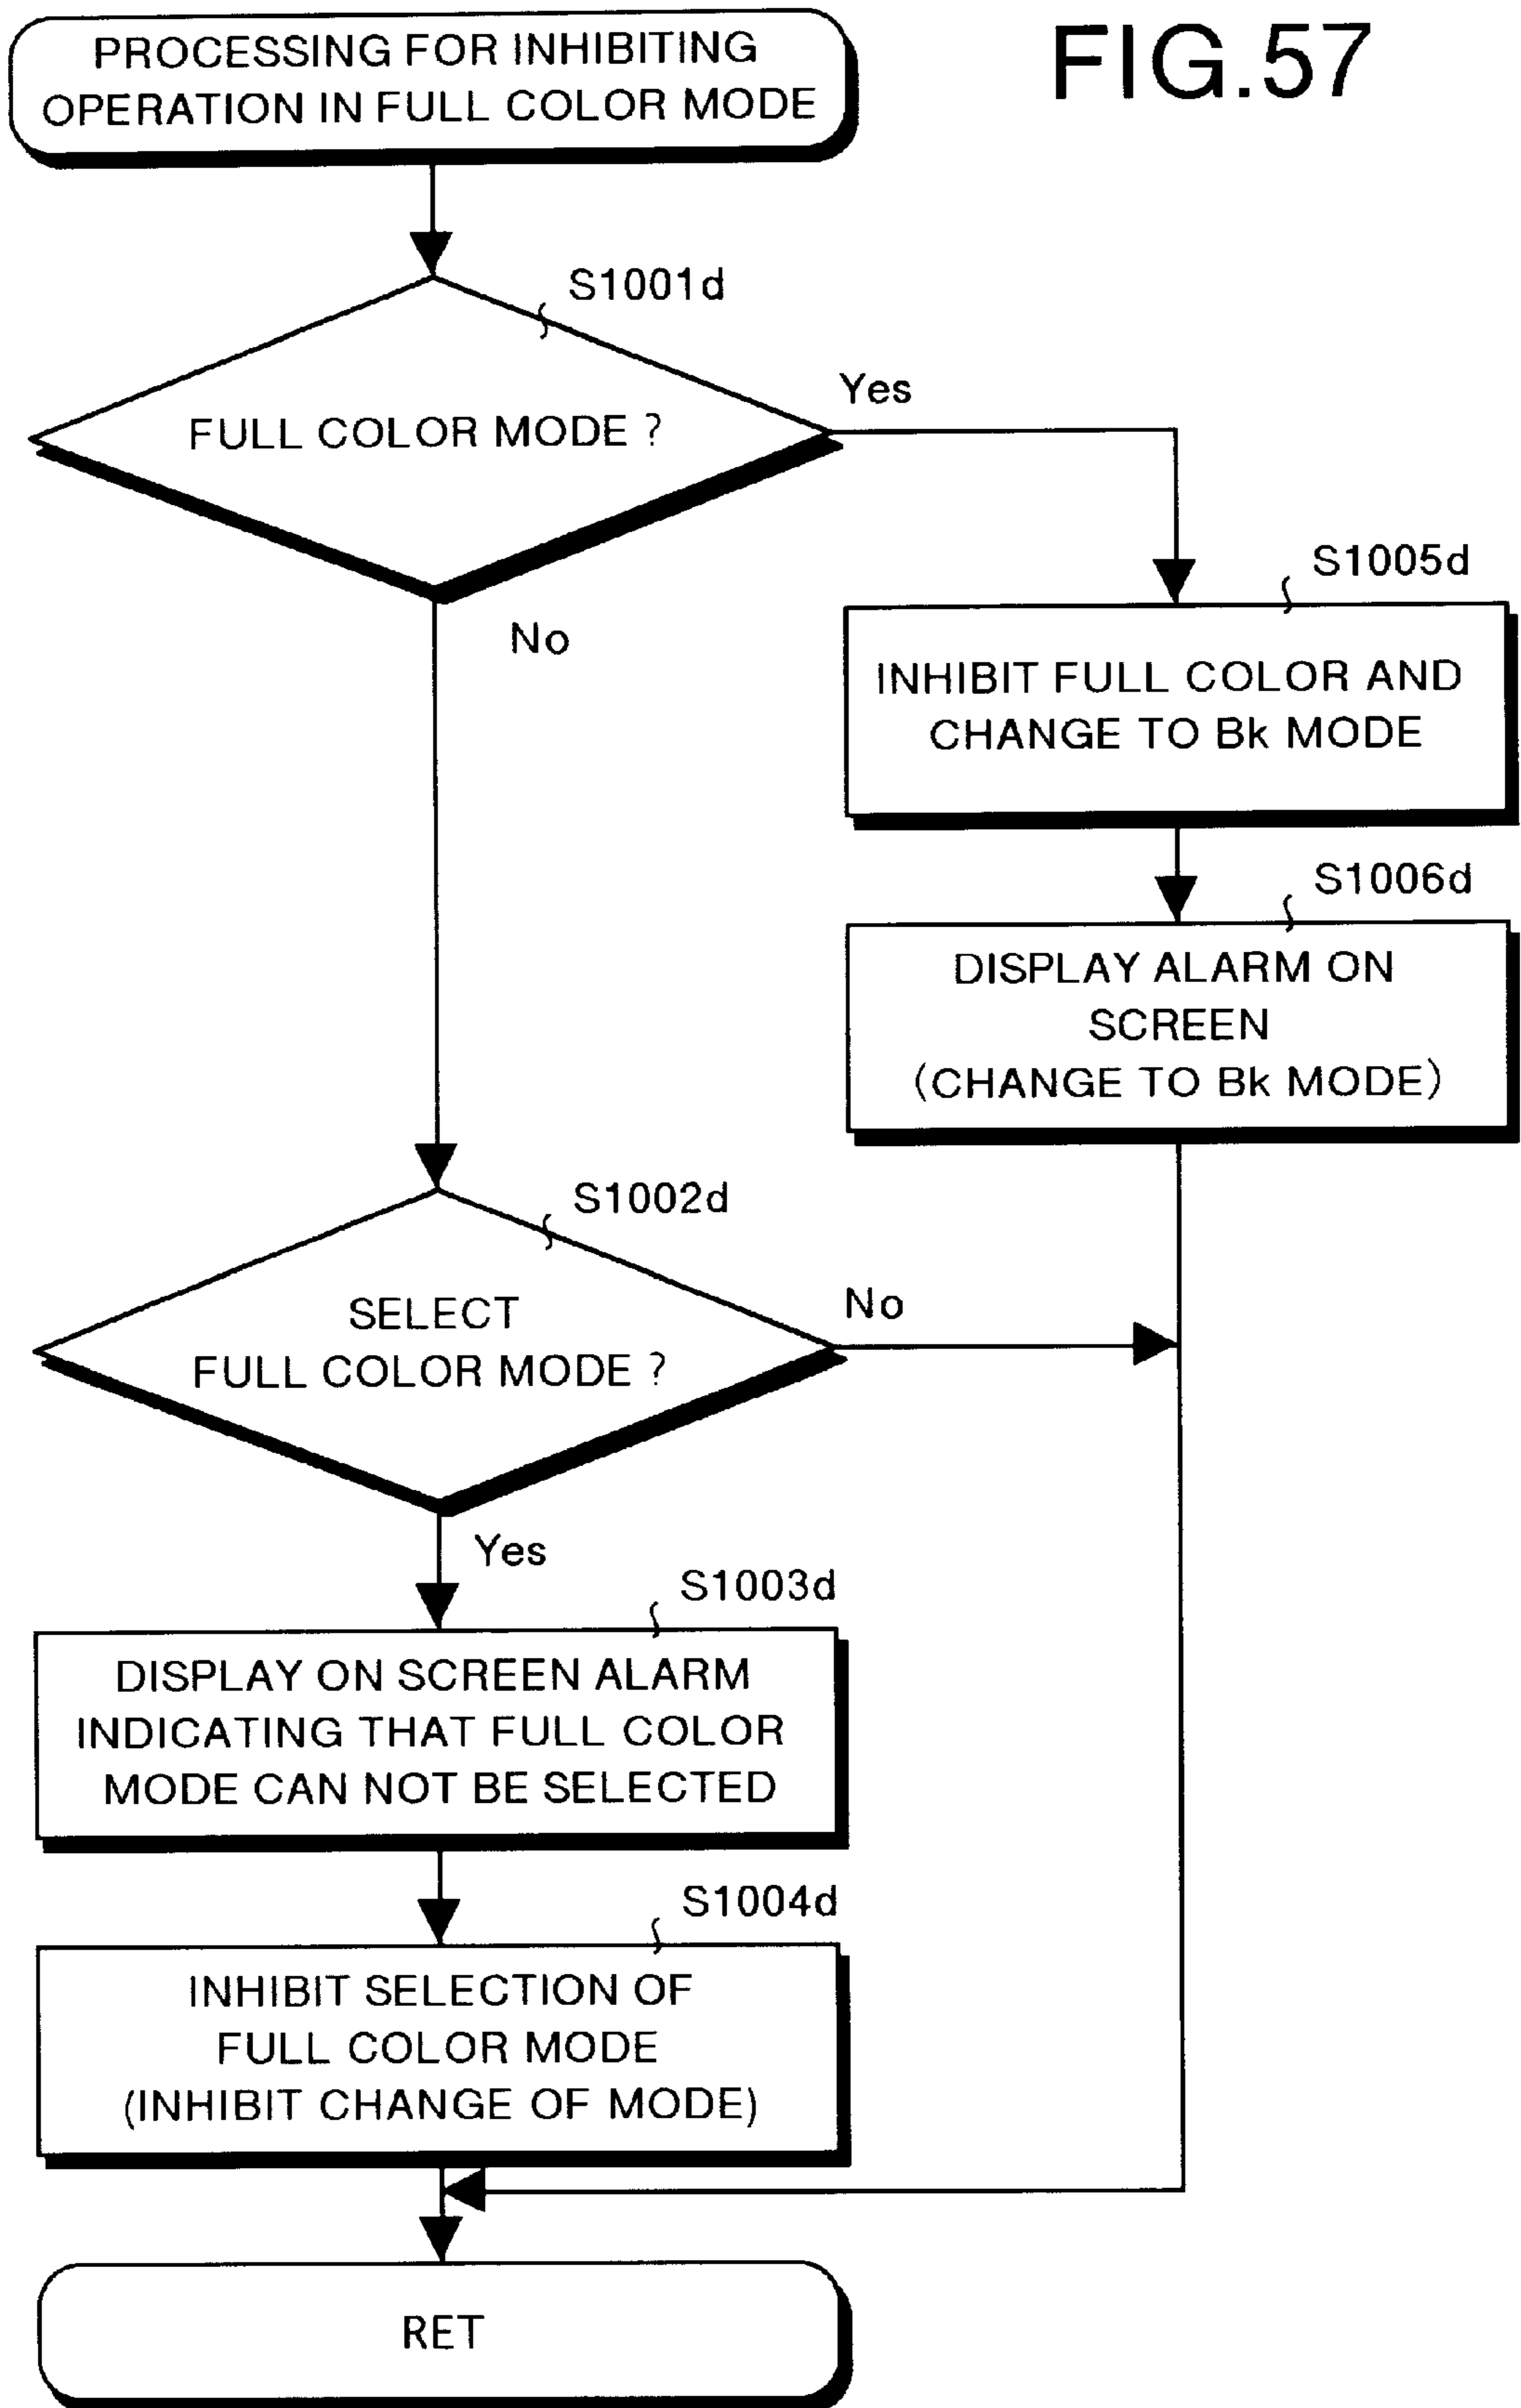 FIG.57
PROCESSING FOR INHIBITING
OPERATION IN FULL COLOR MODE
S1001d
FULL COLOR MODE ?
Yes
No
S1005d
INHIBIT FULL COLOR AND
CHANGE TO Bk MODE
S1006d
DISPLAY ALARM ON
SCREEN
(CHANGE TO Bk MODE)
S1002d
SELECT
FULL COLOR MODE ?
No
Yes
S1003d
DISPLAY ON SCREEN ALARM
INDICATING THAT FULL COLOR
MODE CAN NOT BE SELECTED
S1004d
INHIBIT SELECTION OF
FULL COLOR MODE
(INHIBIT CHANGE OF MODE)
RET